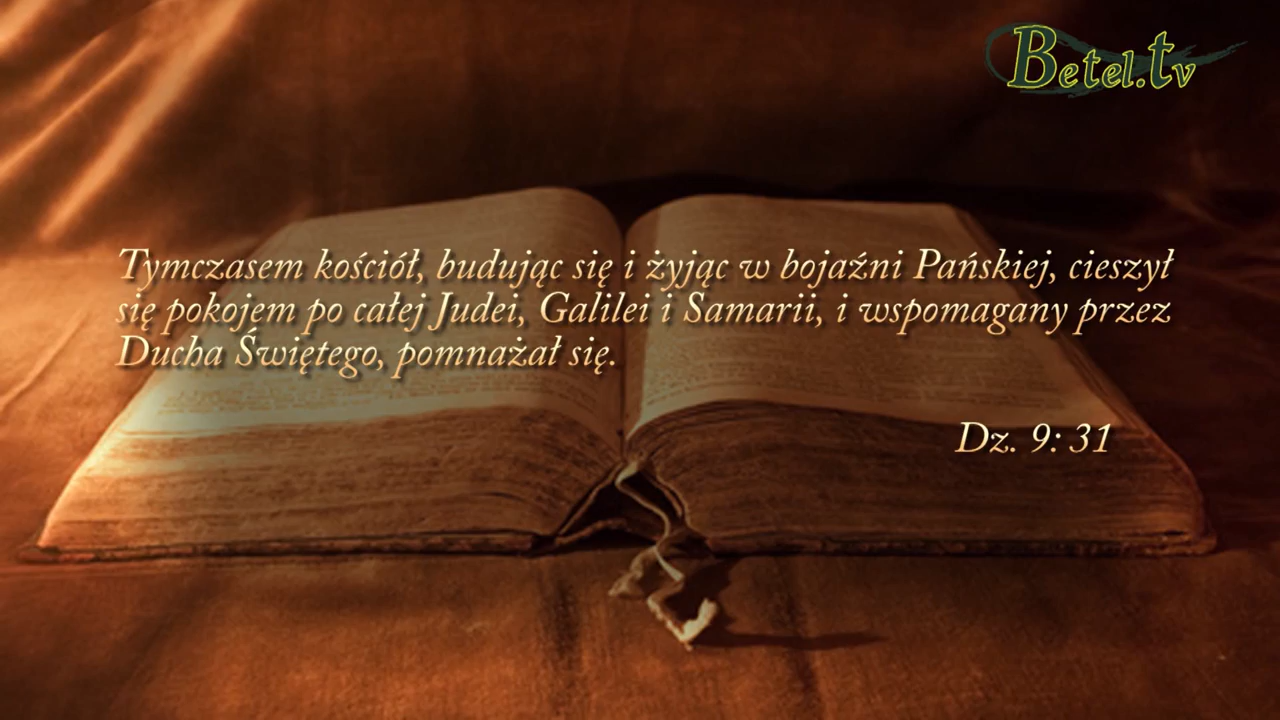 Betel.tv
Tymczasem kościół, budując się i żyjąc w bojaźni Pańskiej, cieszył
się pokojem po całej Judei, Galilei i Samarii, i wspomagany przez
Ducha Świętego, pomnażał się.
Dz. 9: 31